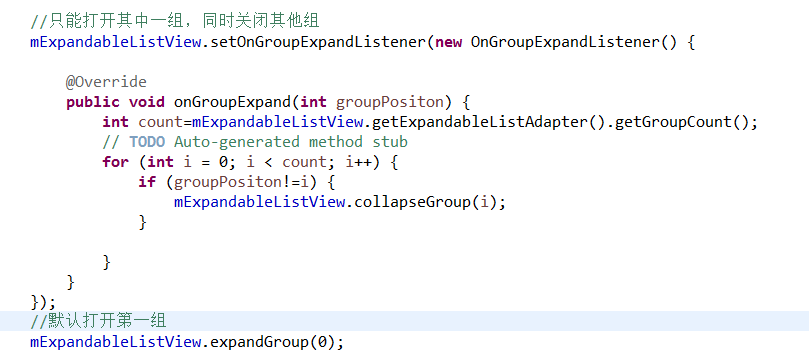 //只能打开其中一组，同时关闭其他组
mExpandableListView.setOnGroupExpandListener(new OnGroupExpandListener() {
@Override
public void onGroupExpand(int groupPositon) {
int count=mExpandableListView.getExpandableListAdapter().getGroupCount();
// TODO Auto-generated method stub
for (int i = 0; i < count; i++) {
if (groupPositon!=i) {
mExpandableListView.collapseGroup(i);
}
}
}
});
//默认打开第一组
mExpandableListView.expandGroup(0);